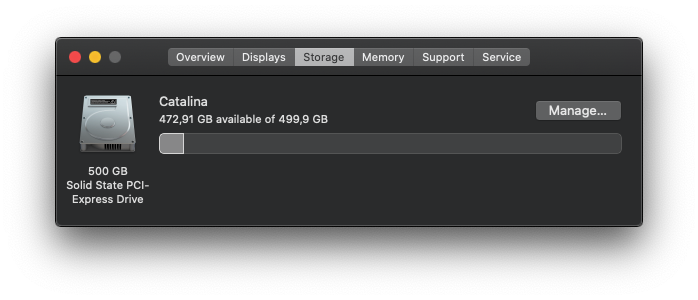 Overview Displays Storage Memory Support Service
Catalina
472,91 GB available of 499,9 GB
Manage...
500 GB
Solid State PCI-
Express Drive